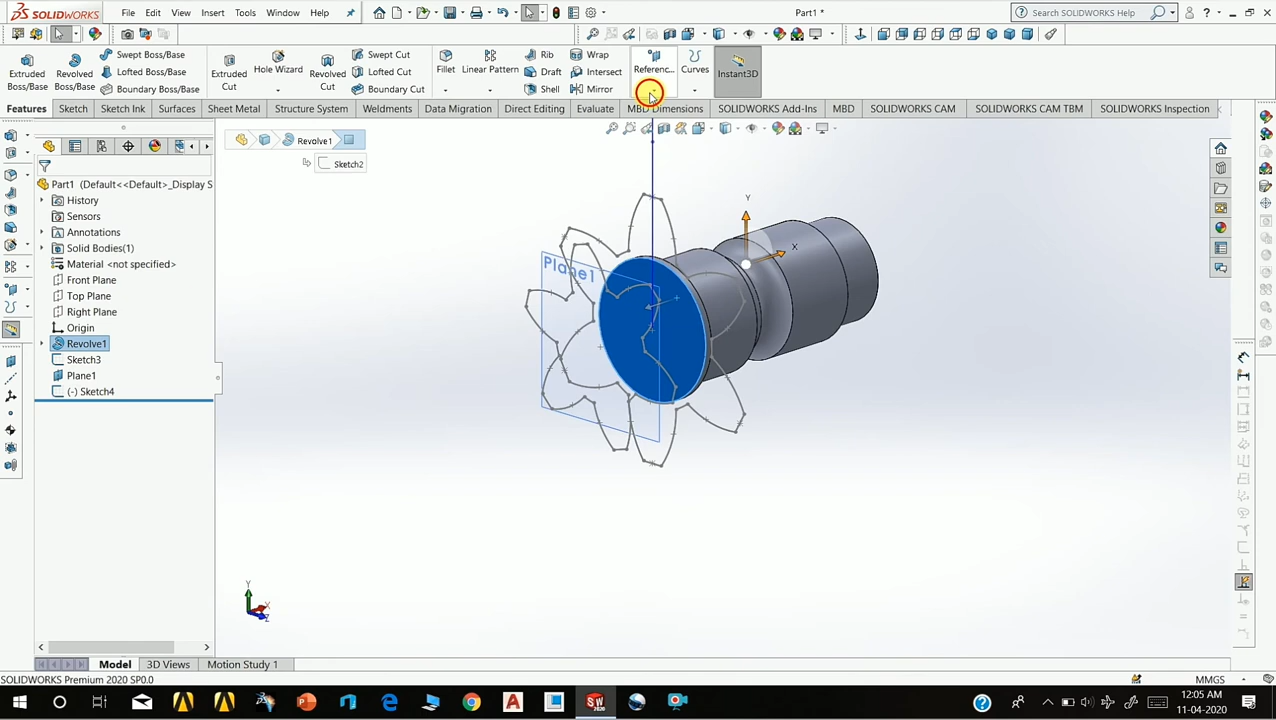 SOLIDWORKS File Edit View Insert Tools Window Help Part1 * Search SOLIDWORKS Help
Extruded Boss/Base
Revolved Boss/Base
Swept Boss/Base
Lofted Boss/Base
Boundary Boss/Base
Extruded Cut
Hole Wizard
Revolved Cut
Swept Cut
Lofted Cut
Boundary Cut
Fillet
Linear Pattern
Rib
Draft
Shell
Wrap
Intersect
Mirror
Referenc...
Curves
Instant3D
Features Sketch Sketch Ink Surfaces Sheet Metal Structure System Weldments Data Migration Direct Editing Evaluate MBD Dimensions SOLIDWORKS Add-Ins MBD SOLIDWORKS CAM SOLIDWORKS CAM TBM SOLIDWORKS Inspection
Revolve1
Sketch2
Part1 (Default<<Default>_Display S
History
Sensors
Annotations
Solid Bodies(1)
Material <not specified>
Front Plane
Top Plane
Right Plane
Origin
Revolve1
Sketch3
Plane1
(-) Sketch4
Plane1
Y
X
Y
X
Z
Model 3D Views Motion Study 1
SOLIDWORKS Premium 2020 SP0.0
MMGS
12:05 AM
11-04-2020